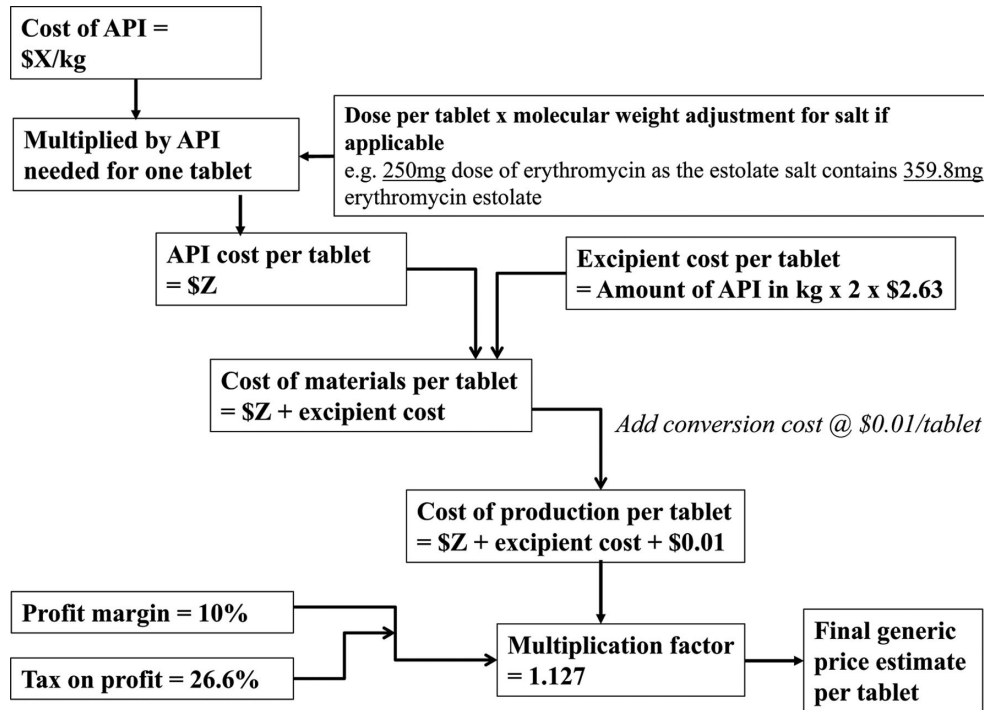 Cost of API =
$X/kg
Multiplied by API
needed for one tablet
Dose per tablet x molecular weight adjustment for salt if
applicable
e.g. 250mg dose of erythromycin as the estolate salt contains 359.8mg
erythromycin estolate
API cost per tablet
= $Z
Excipient cost per tablet
= Amount of API in kg x 2 x $2.63
Cost of materials per tablet
= $Z + excipient cost
Add conversion cost @ $0.01/tablet
Cost of production per tablet
= $Z + excipient cost + $0.01
Profit margin = 10%
Tax on profit = 26.6%
Multiplication factor
= 1.127
Final generic
price estimate
per tablet